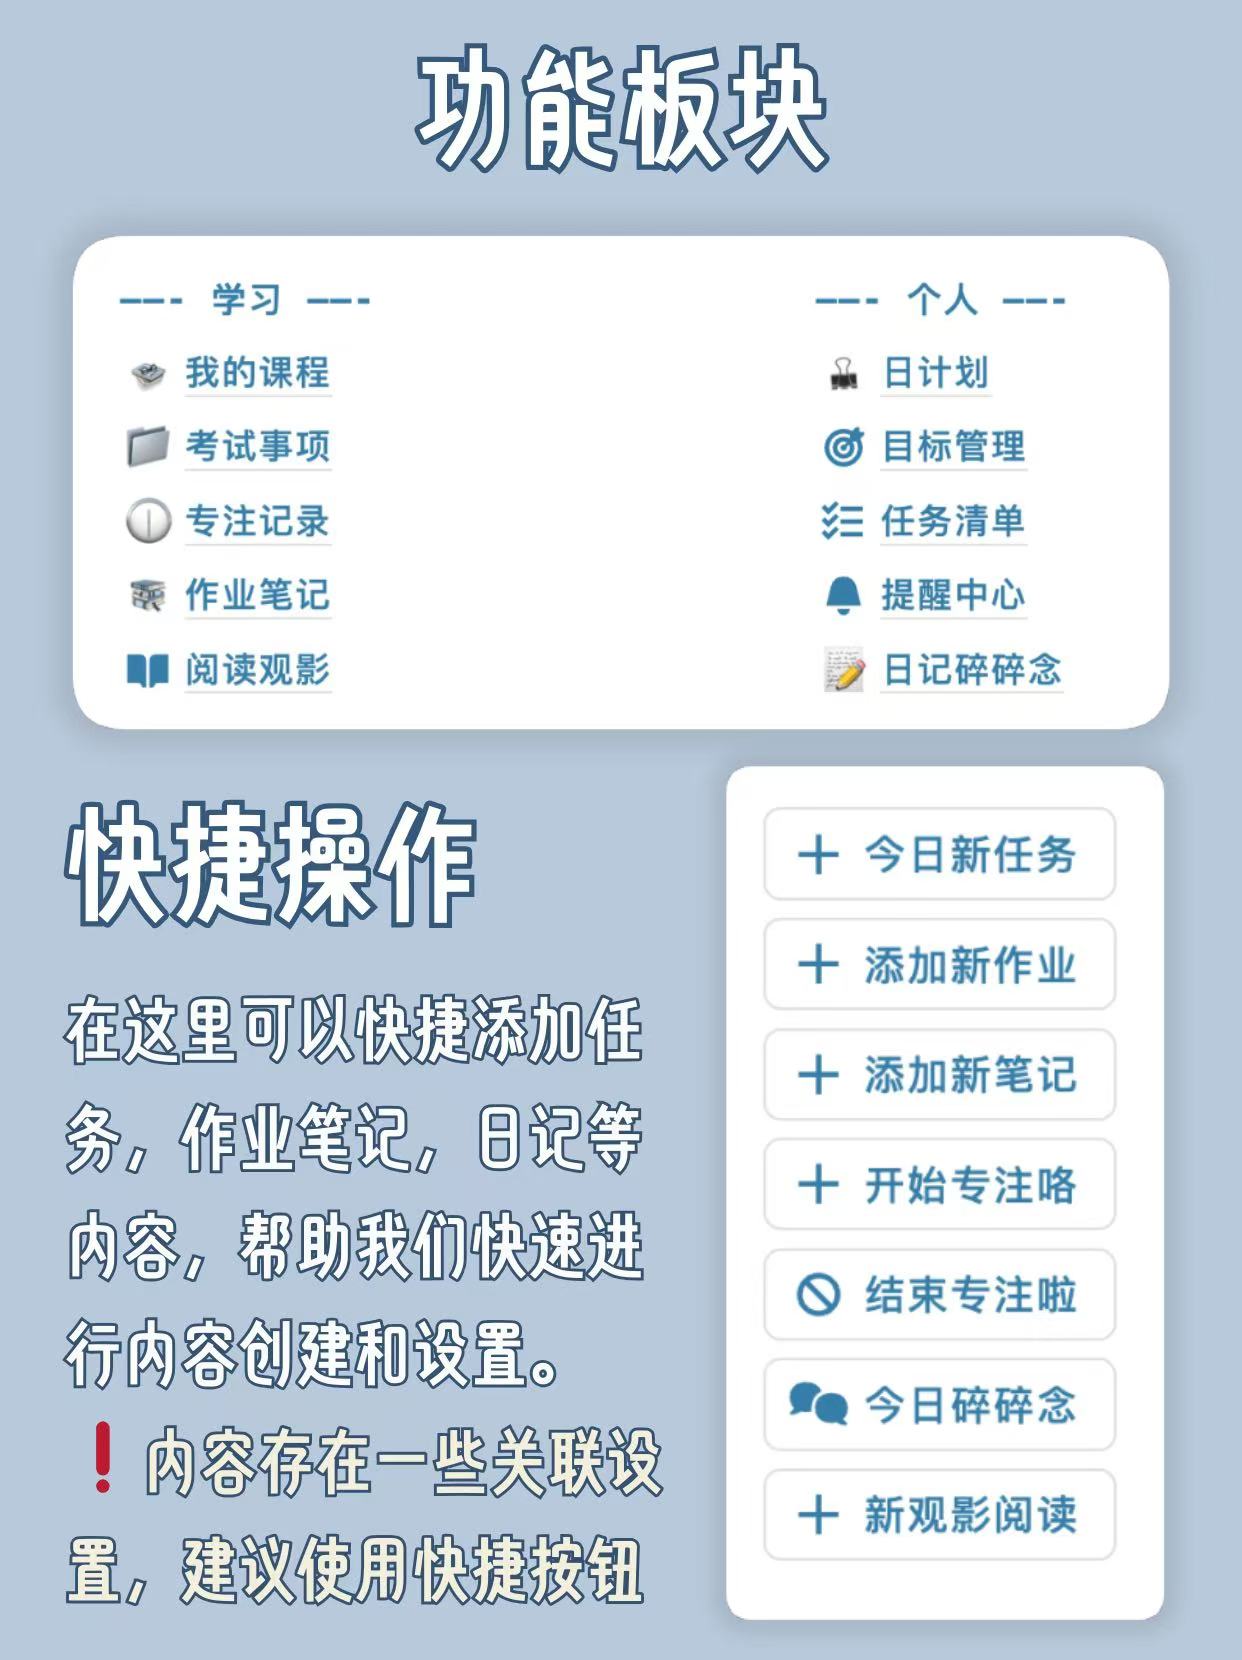 功能板块
学习
我的课程
考试事项
专注记录
作业笔记
阅读观影
个人
日计划
目标管理
任务清单
提醒中心
日记碎碎念
快捷操作
在这里可以快捷添加任
务，作业笔记，日记等
内容，帮助我们快速进
行内容创建和设置。
❗内容存在一些关联设
置，建议使用快捷按钮
今日新任务
添加新作业
添加新笔记
开始专注咯
结束专注啦
今日碎碎念
新观影阅读